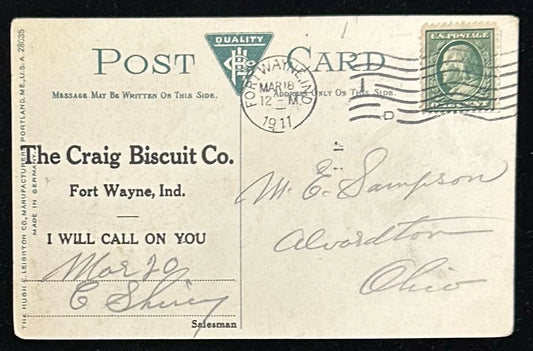 POST CARD
QUALITY
MESSAGE MAY BE WRITTEN ON THIS SIDE.
ADDRESS ONLY ON THIS SIDE.
U.S. POSTAGE
FORT WAYNE, IND.
MAR 18
12 - M.
1911
D
The Craig Biscuit Co.
Fort Wayne, Ind.
I WILL CALL ON YOU
Mar 20
Salesman
M. E. Sampson
Alvordton
Ohio
THE HUGH C. LEIGHTON CO., MANUFACTURERS, PORTLAND, ME., U.S.A. 28035
MADE IN GERMANY.